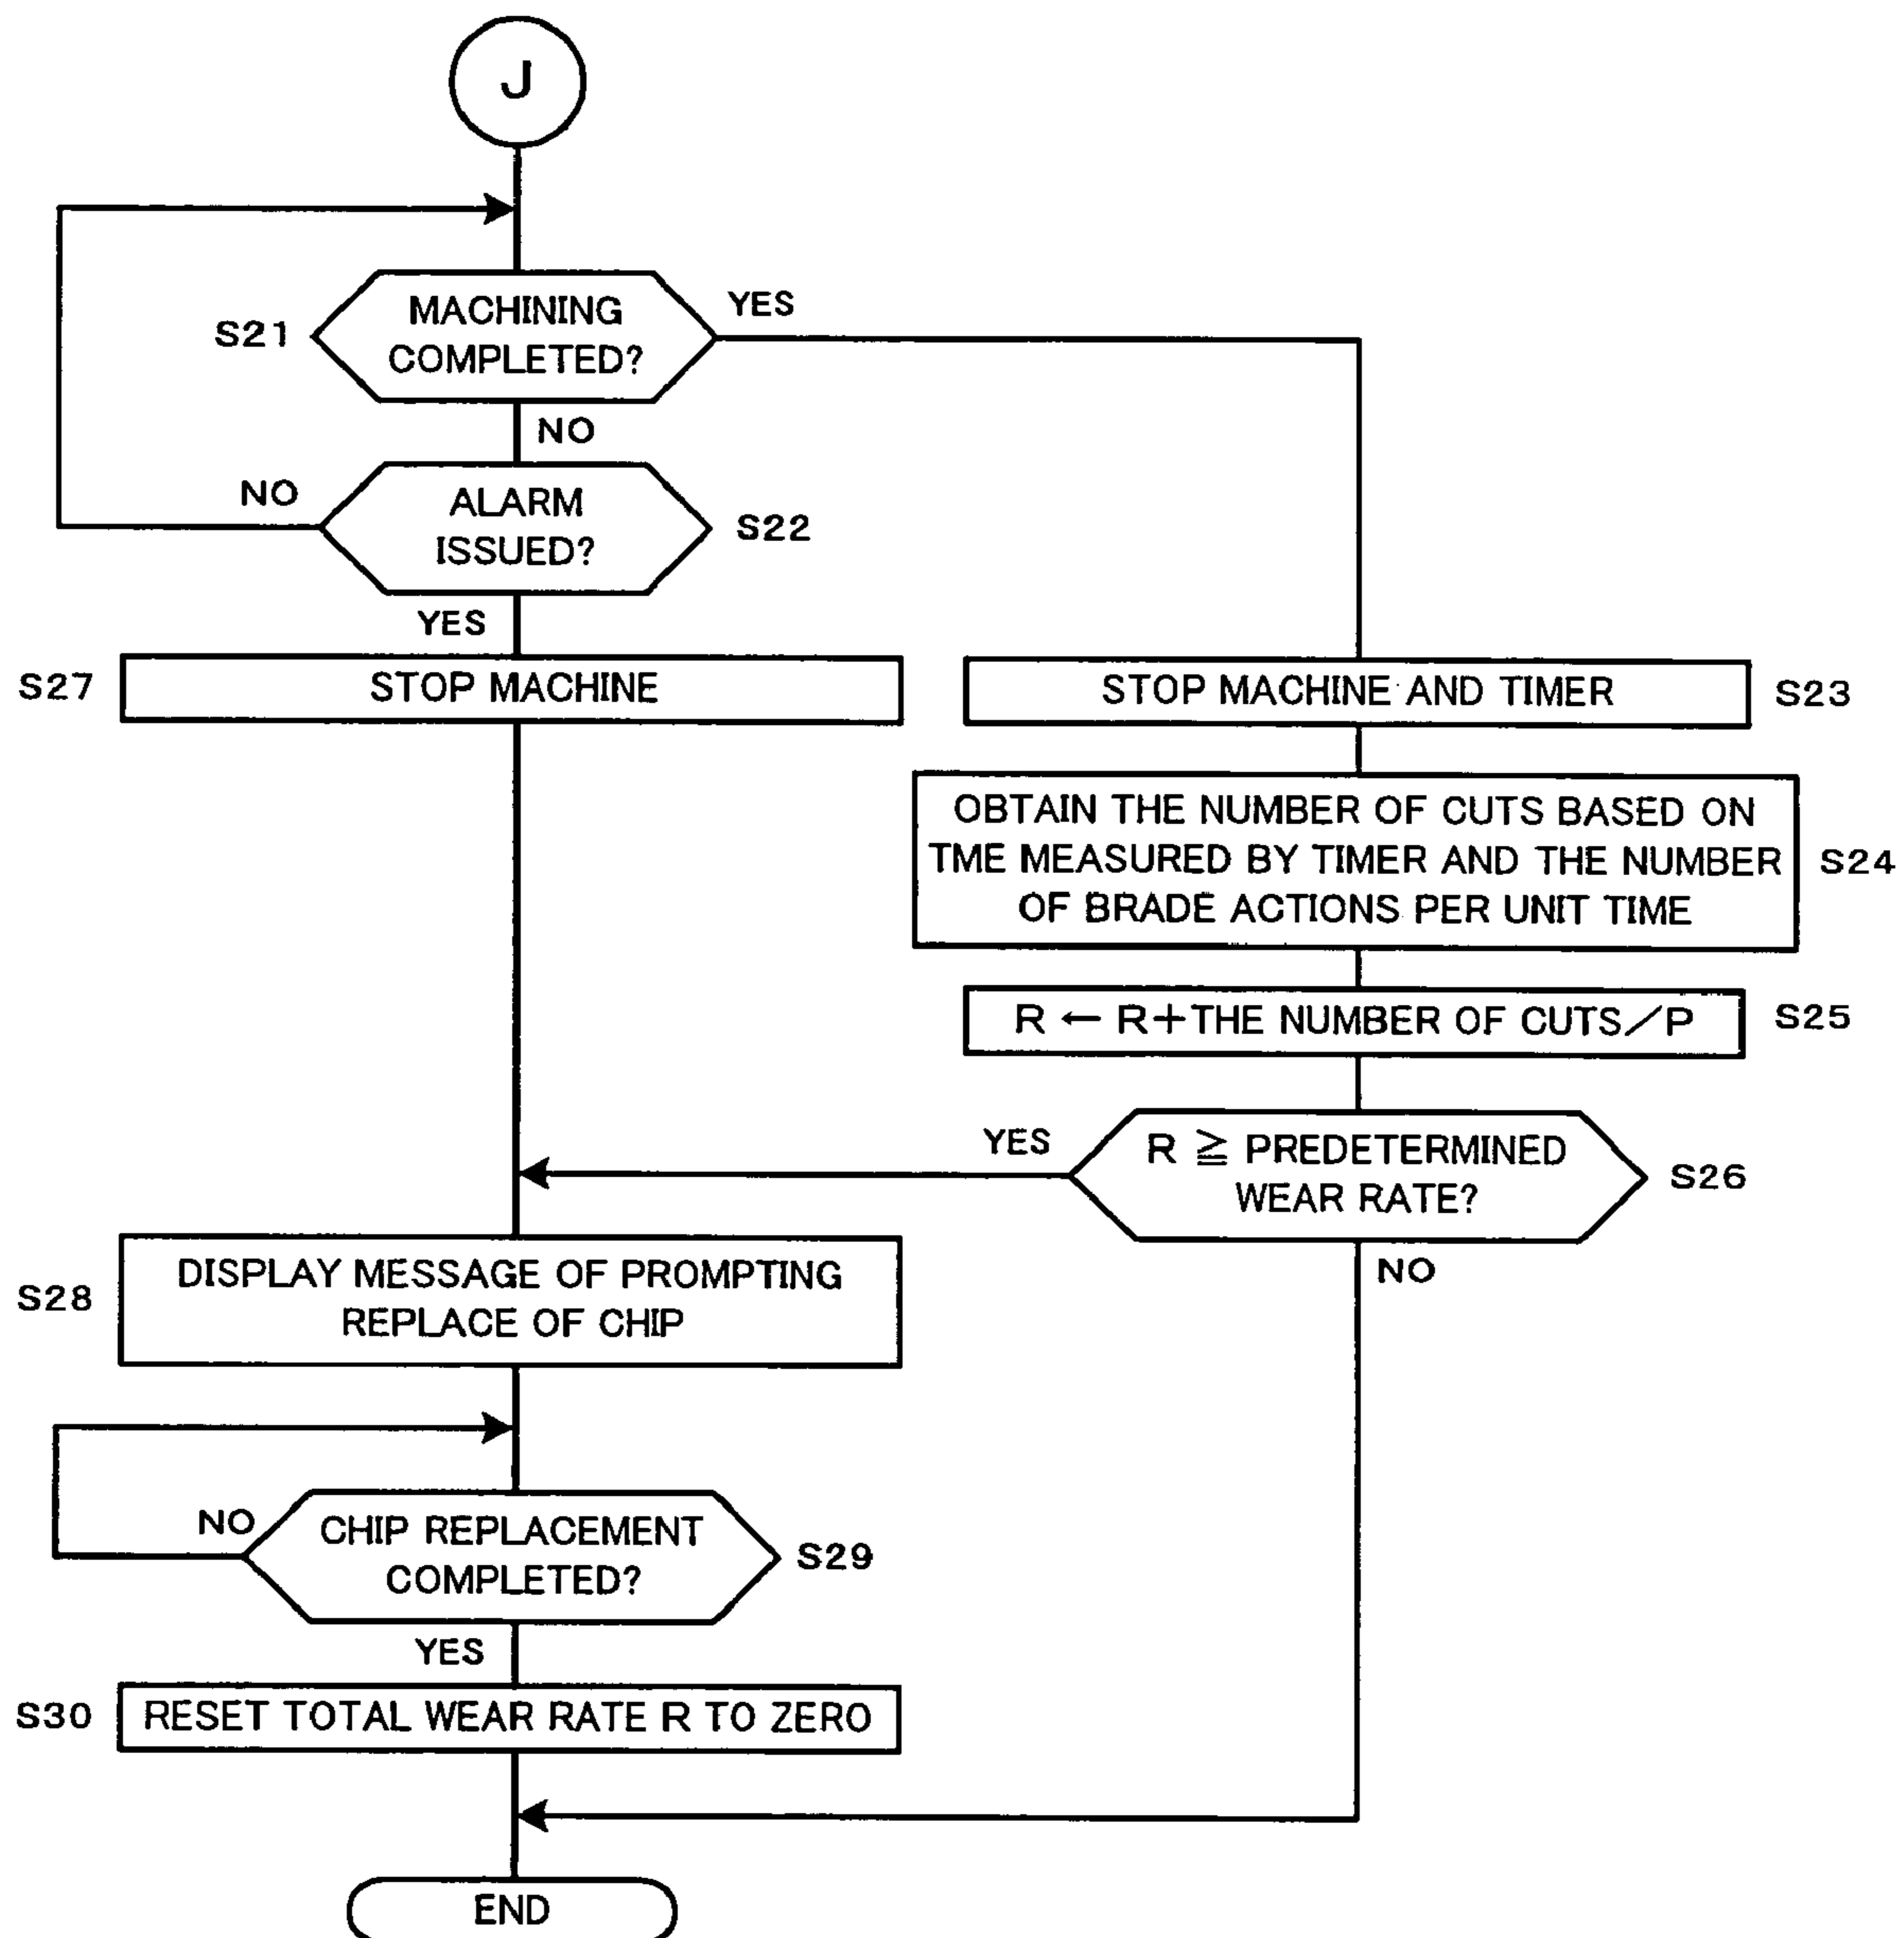 J
MACHINING
COMPLETED?
S21
YES
NO
ALARM
ISSUED?
S22
NO
YES
S27
STOP MACHINE
STOP MACHINE AND TIMER
S23
OBTAIN THE NUMBER OF CUTS BASED ON
TME MEASURED BY TIMER AND THE NUMBER
OF BRADE ACTIONS PER UNIT TIME
S24
R ← R+THE NUMBER OF CUTS/P
S25
R ≧ PREDETERMINED
WEAR RATE?
S26
YES
NO
S28
DISPLAY MESSAGE OF PROMPTING
REPLACE OF CHIP
CHIP REPLACEMENT
COMPLETED?
S29
NO
YES
S30
RESET TOTAL WEAR RATE R TO ZERO
END